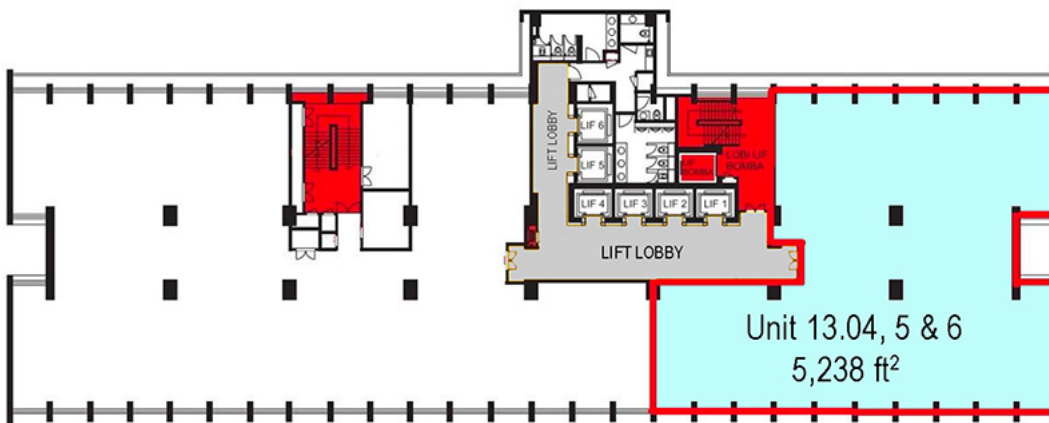 LIFT LOBBY
LIF 6
LIF 5
LIF
BOMBA
LOBI LIF
BOMBA
LIF 4
LIF 3
LIF 2
LIF 1
LIFT LOBBY
Unit 13.04, 5 & 6
5,238 ft²